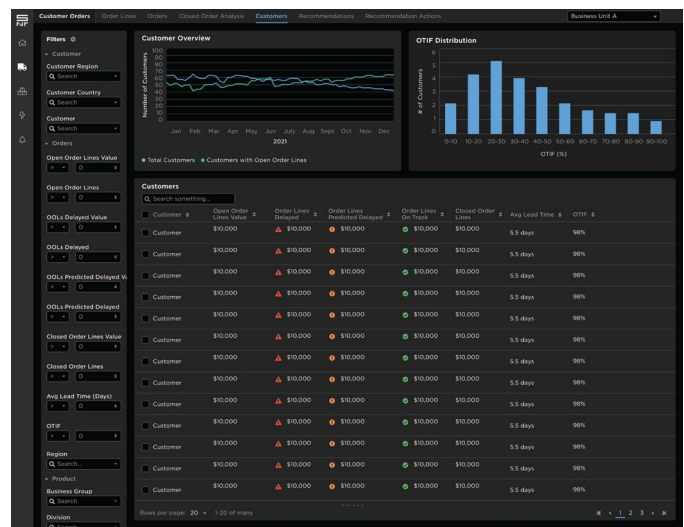 SNF
Customer Orders
Order Lines
Orders
Closed Order Analysis
Customers
Recommendations
Recommendation Actions
Business Unit A
Filters
Customer
Customer Region
Search
Customer Country
Search
Customer
Search
Orders
Open Order Lines Value
> 0
Open Order Lines
> 0
OOLs Delayed Value
> 0
OOLs Delayed
> 0
OOLs Predicted Delayed Va
> 0
OOLs Predicted Delayed
> 0
Closed Order Lines Value
> 0
Closed Order Lines
> 0
Avg Lead Time (Days)
> 0
OTIF
> 0
Region
Search...
Product
Business Group
Search
Division
Customer Overview
Number of Customers
100
90
80
70
60
50
40
30
20
10
0
Jan Feb Mar Apr May Jun July Aug Sept Oct Nov Dec
2021
Total Customers Customers with Open Order Lines
OTIF Distribution
# of Customers
6
5
4
3
2
1
0
0-10 10-20 20-30 30-40 40-50 50-60 60-70 70-80 80-90 90-100
OTIF (%)
Customers
Search something...
Customer Open Order Lines Value Order Lines Delayed Order Lines Predicted Delayed Order Lines On Track Closed Order Lines Avg Lead Time OTIF
Customer $10,000 $10,000 $10,000 $10,000 $10,000 5.5 days 98%
Customer $10,000 $10,000 $10,000 $10,000 $10,000 5.5 days 98%
Customer $10,000 $10,000 $10,000 $10,000 $10,000 5.5 days 98%
Customer $10,000 $10,000 $10,000 $10,000 $10,000 5.5 days 98%
Customer $10,000 $10,000 $10,000 $10,000 $10,000 5.5 days 98%
Customer $10,000 $10,000 $10,000 $10,000 $10,000 5.5 days 98%
Customer $10,000 $10,000 $10,000 $10,000 $10,000 5.5 days 98%
Customer $10,000 $10,000 $10,000 $10,000 $10,000 5.5 days 98%
Customer $10,000 $10,000 $10,000 $10,000 $10,000 5.5 days 98%
Customer $10,000 $10,000 $10,000 $10,000 $10,000 5.5 days 98%
Customer $10,000 $10,000 $10,000 $10,000 $10,000 5.5 days 98%
Customer $10,000 $10,000 $10,000 $10,000 $10,000 5.5 days 98%
Customer $10,000 $10,000 $10,000 $10,000 $10,000 5.5 days 98%
Rows per page: 20 1-20 of many
1 2 3